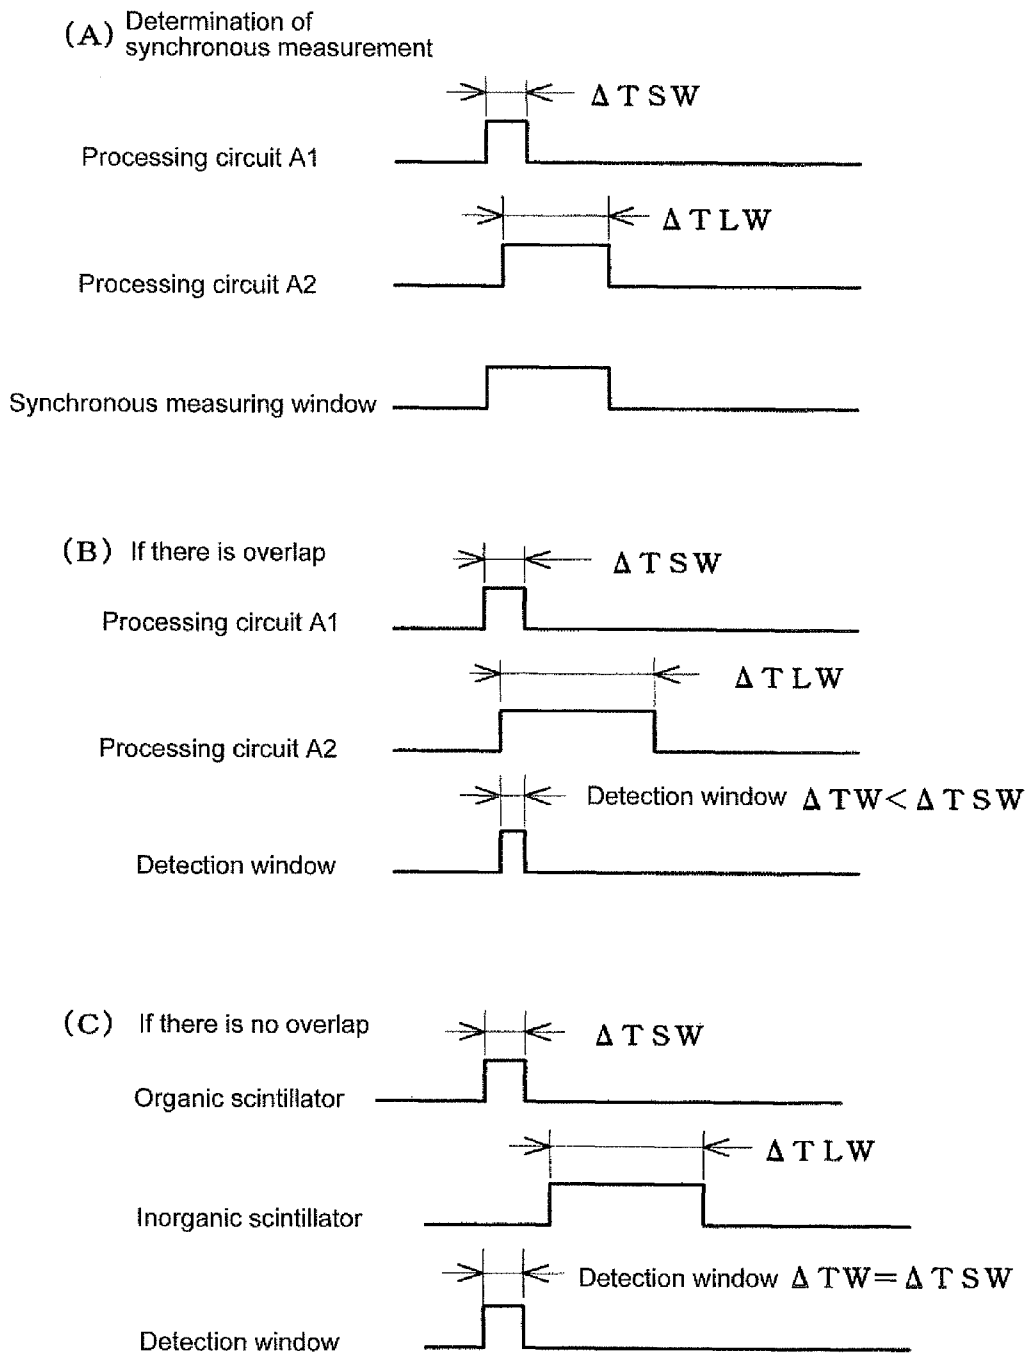 (A) Determination of
synchronous measurement
ΔTSW
Processing circuit A1
ΔTLW
Processing circuit A2
Synchronous measuring window
(B) If there is overlap
ΔTSW
Processing circuit A1
ΔTLW
Processing circuit A2
Detection window ΔTW<ΔTSW
Detection window
(C) If there is no overlap
ΔTSW
Organic scintillator
ΔTLW
Inorganic scintillator
Detection window ΔTW=ΔTSW
Detection window